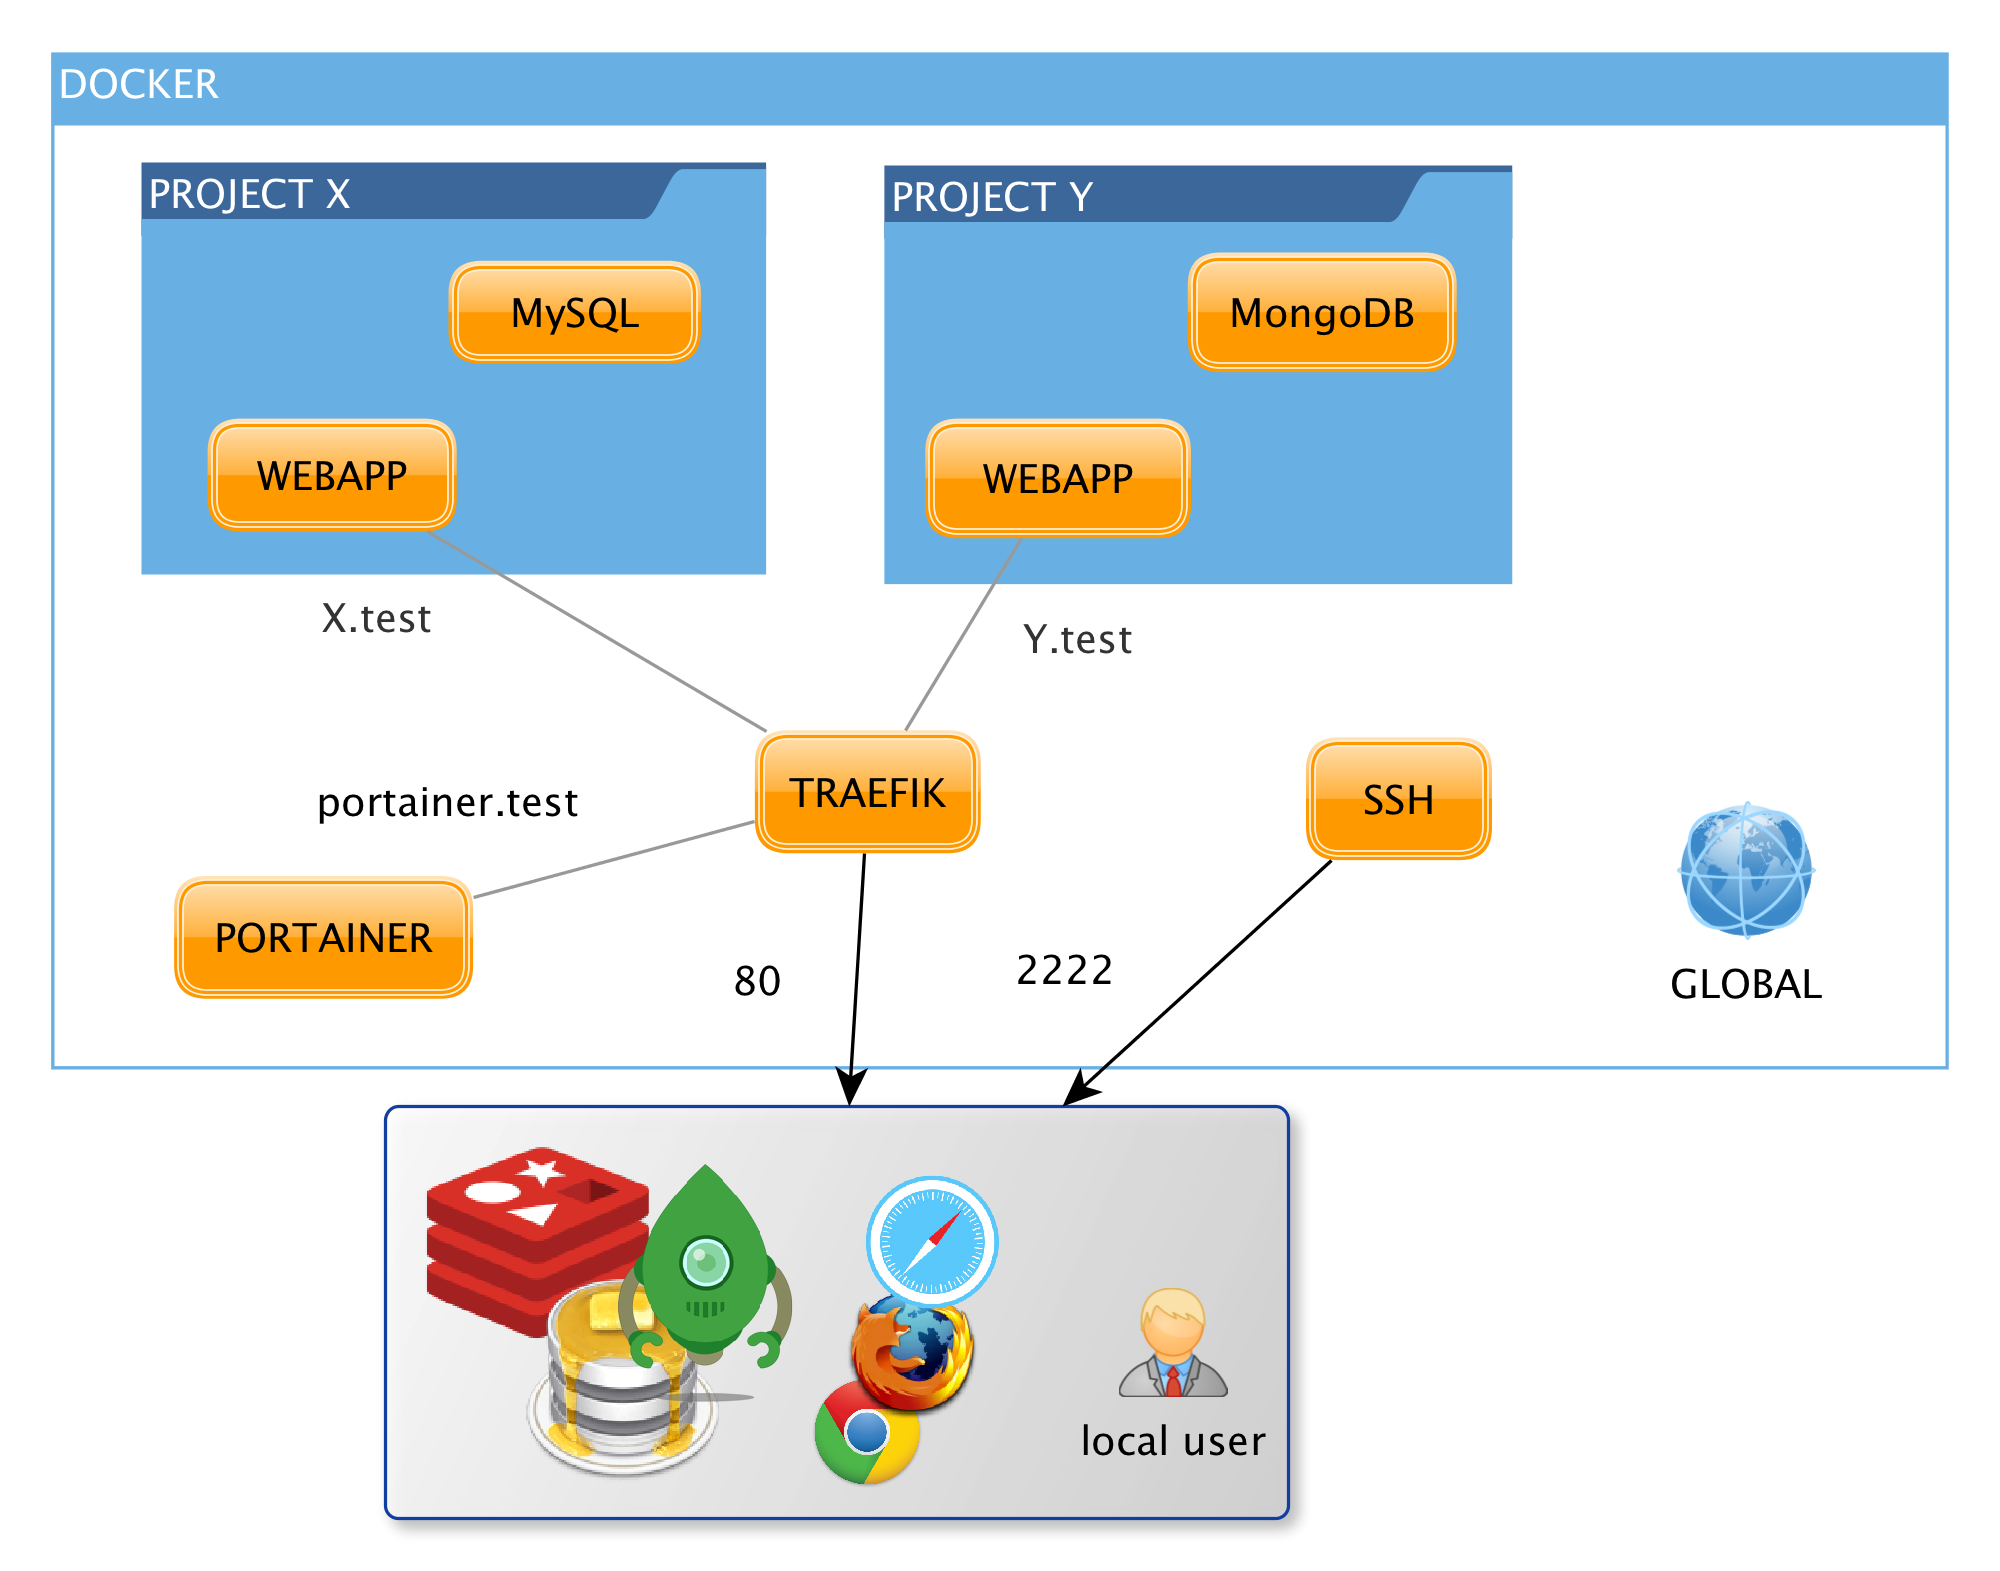 DOCKER
PROJECT X
PROJECT Y
MySQL
MongoDB
WEBAPP
WEBAPP
X.test
Y.test
TRAEFIK
SSH
portainer.test
PORTAINER
80
2222
GLOBAL
local user